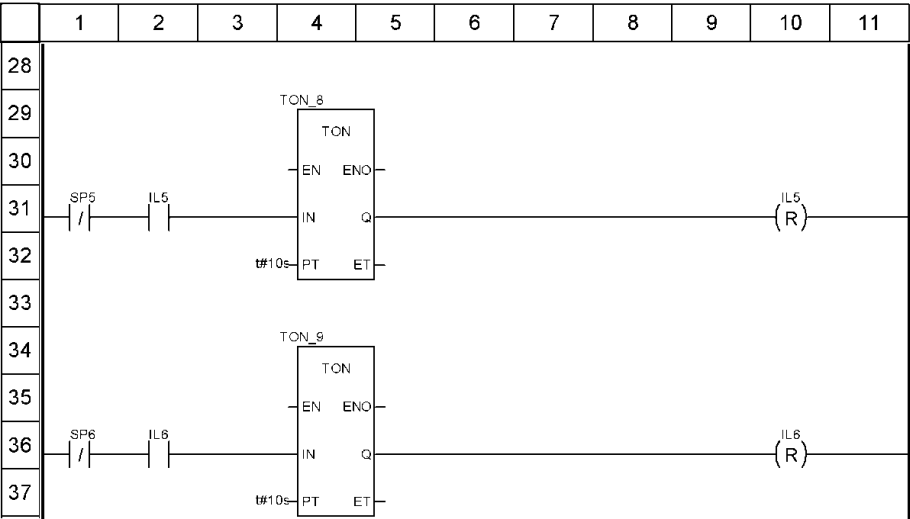 1 2 3 4 5 6 7 8 9 10 11
28
29 TON_8
TON
30 EN ENO
SP5 IL5 IL5
31 / IN Q (R)
32 t#10s PT ET
33
34 TON_9
TON
35 EN ENO
SP6 IL6 IL6
36 / IN Q (R)
37 t#10s PT ET